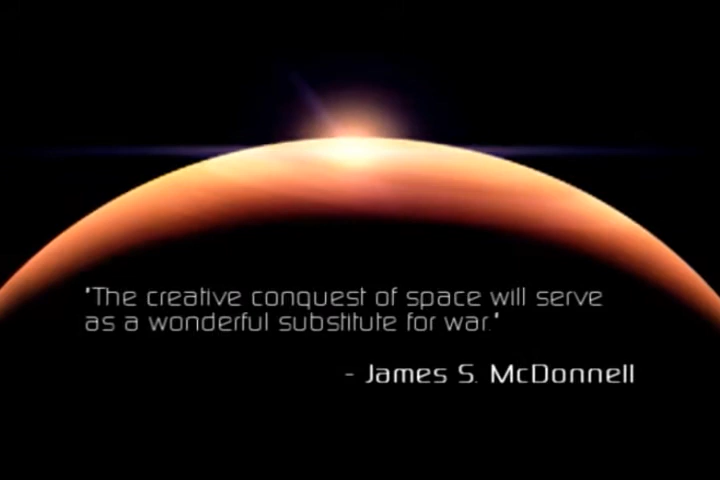 "The creative conquest of space will serve
as a wonderful substitute for war."
- James S. McDonnell